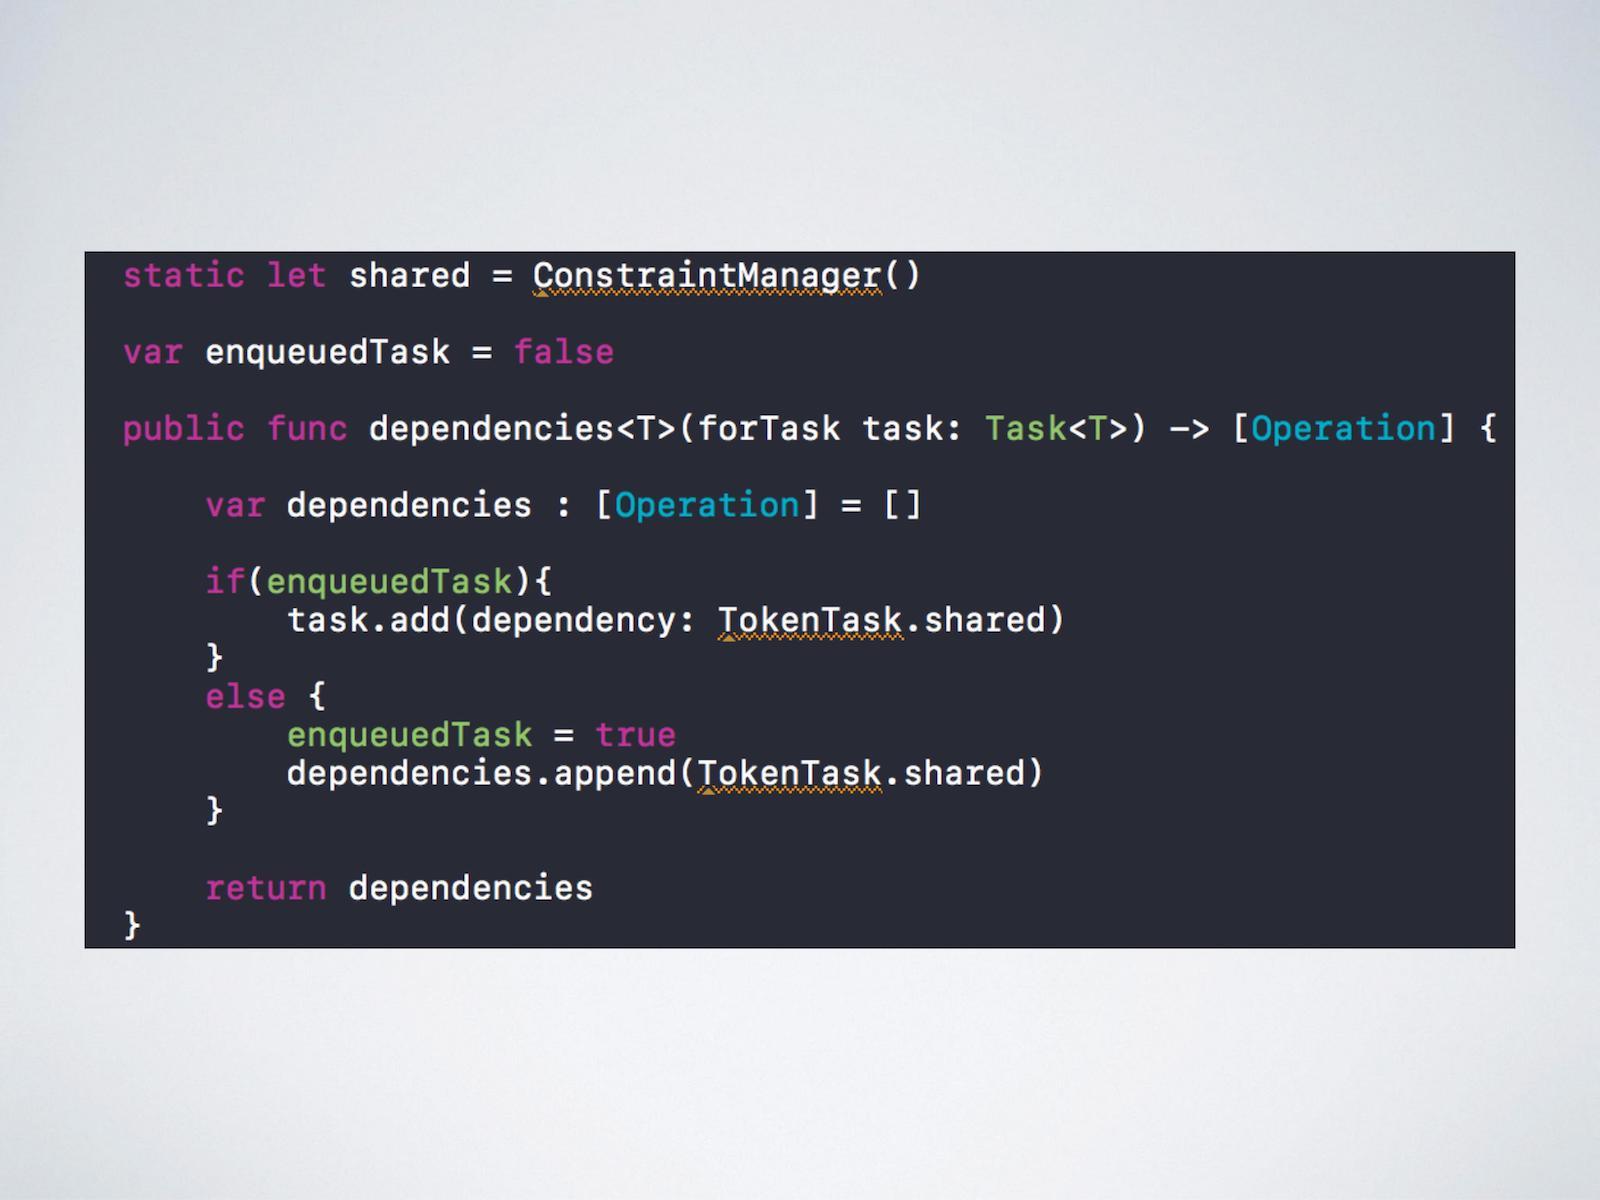 static let shared = ConstraintManager()
var enqueuedTask = false
public func dependencies<T>(forTask task: Task<T>) -> [Operation] {
var dependencies : [Operation] = []
if(enqueuedTask){
task.add(dependency: TokenTask.shared)
}
else {
enqueuedTask = true
dependencies.append(TokenTask.shared)
}
return dependencies
}